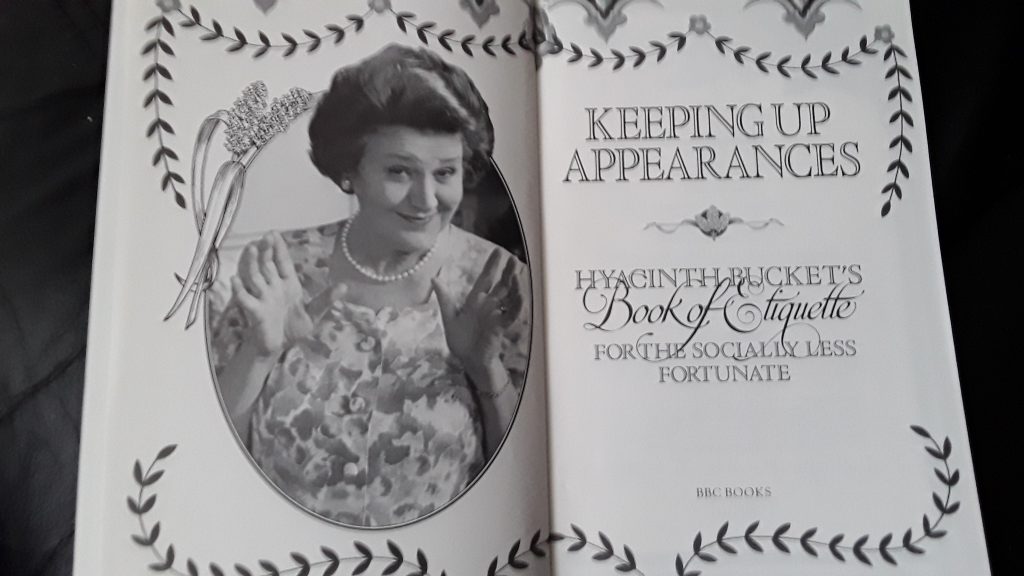 KEEPING UP
APPEARANCES
HYACINTH BUCKET'S
Book of Etiquette
FOR THE SOCIALLY LESS
FORTUNATE
BBC BOOKS